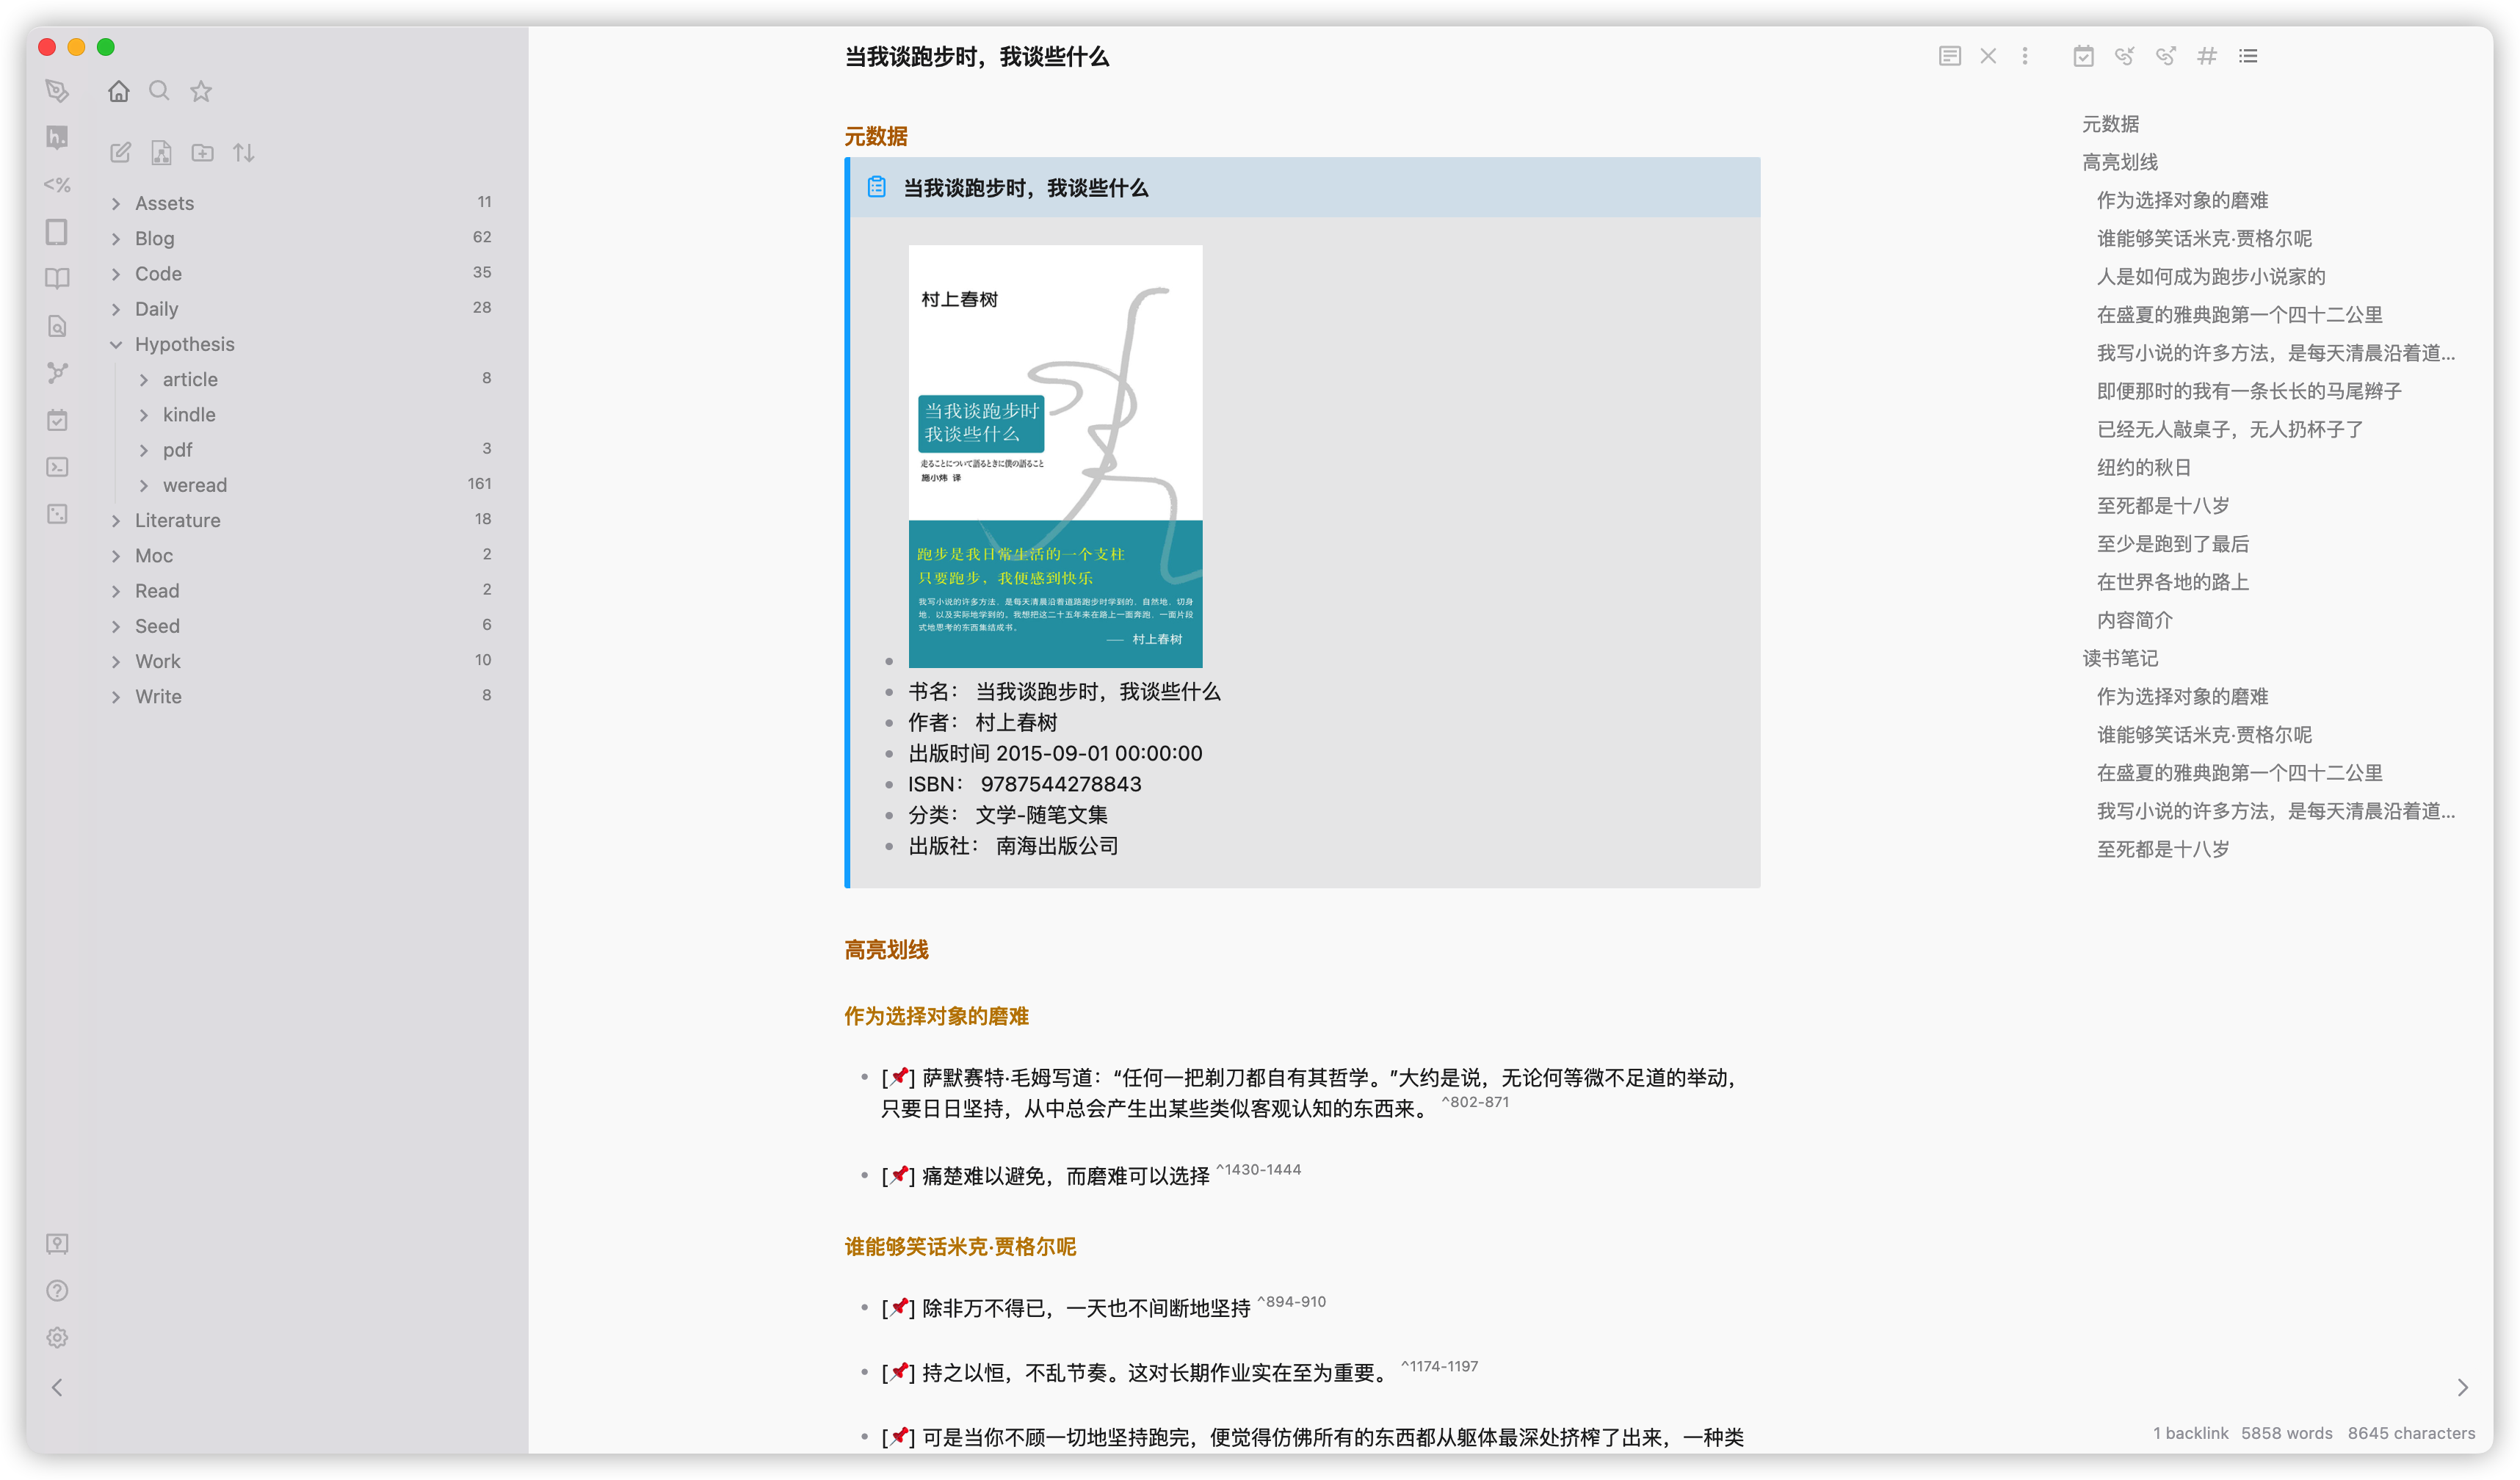 当我谈跑步时，我谈些什么
Assets 11
Blog 62
Code 35
Daily 28
Hypothesis
article 8
kindle
pdf 3
weread 161
Literature 18
Moc 2
Read 2
Seed 6
Work 10
Write 8
元数据
当我谈跑步时，我谈些什么
村上春树
当我谈跑步时
我谈些什么
走ることについて語るときに僕の語ること
施小炜 译
跑步是我日常生活的一个支柱
只要跑步，我便感到快乐
我写小说的许多方法，是每天清晨沿着道路跑步时学到的，自然地、切身
地，以及实际地学到的。我想把这二十五年来在路上一面奔跑，一面片段
式地思考的东西集结成书。
—— 村上春树
书名： 当我谈跑步时，我谈些什么
作者： 村上春树
出版时间 2015-09-01 00:00:00
ISBN： 9787544278843
分类： 文学-随笔文集
出版社： 南海出版公司
高亮划线
作为选择对象的磨难
[📌] 萨默赛特·毛姆写道：“任何一把剃刀都自有其哲学。”大约是说，无论何等微不足道的举动，
只要日日坚持，从中总会产生出某些类似客观认知的东西来。 ^802-871
[📌] 痛楚难以避免，而磨难可以选择 ^1430-1444
谁能够笑话米克·贾格尔呢
[📌] 除非万不得已，一天也不间断地坚持 ^894-910
[📌] 持之以恒，不乱节奏。这对长期作业实在至为重要。 ^1174-1197
[📌] 可是当你不顾一切地坚持跑完，便觉得仿佛所有的东西都从躯体最深处挤榨了出来，一种类
元数据
高亮划线
作为选择对象的磨难
谁能够笑话米克·贾格尔呢
人是如何成为跑步小说家的
在盛夏的雅典跑第一个四十二公里
我写小说的许多方法，是每天清晨沿着道...
即便那时的我有一条长长的马尾辫子
已经无人敲桌子，无人扔杯子了
纽约的秋日
至死都是十八岁
至少是跑到了最后
在世界各地的路上
内容简介
读书笔记
作为选择对象的磨难
谁能够笑话米克·贾格尔呢
在盛夏的雅典跑第一个四十二公里
我写小说的许多方法，是每天清晨沿着道...
至死都是十八岁
1 backlink 5858 words 8645 characters